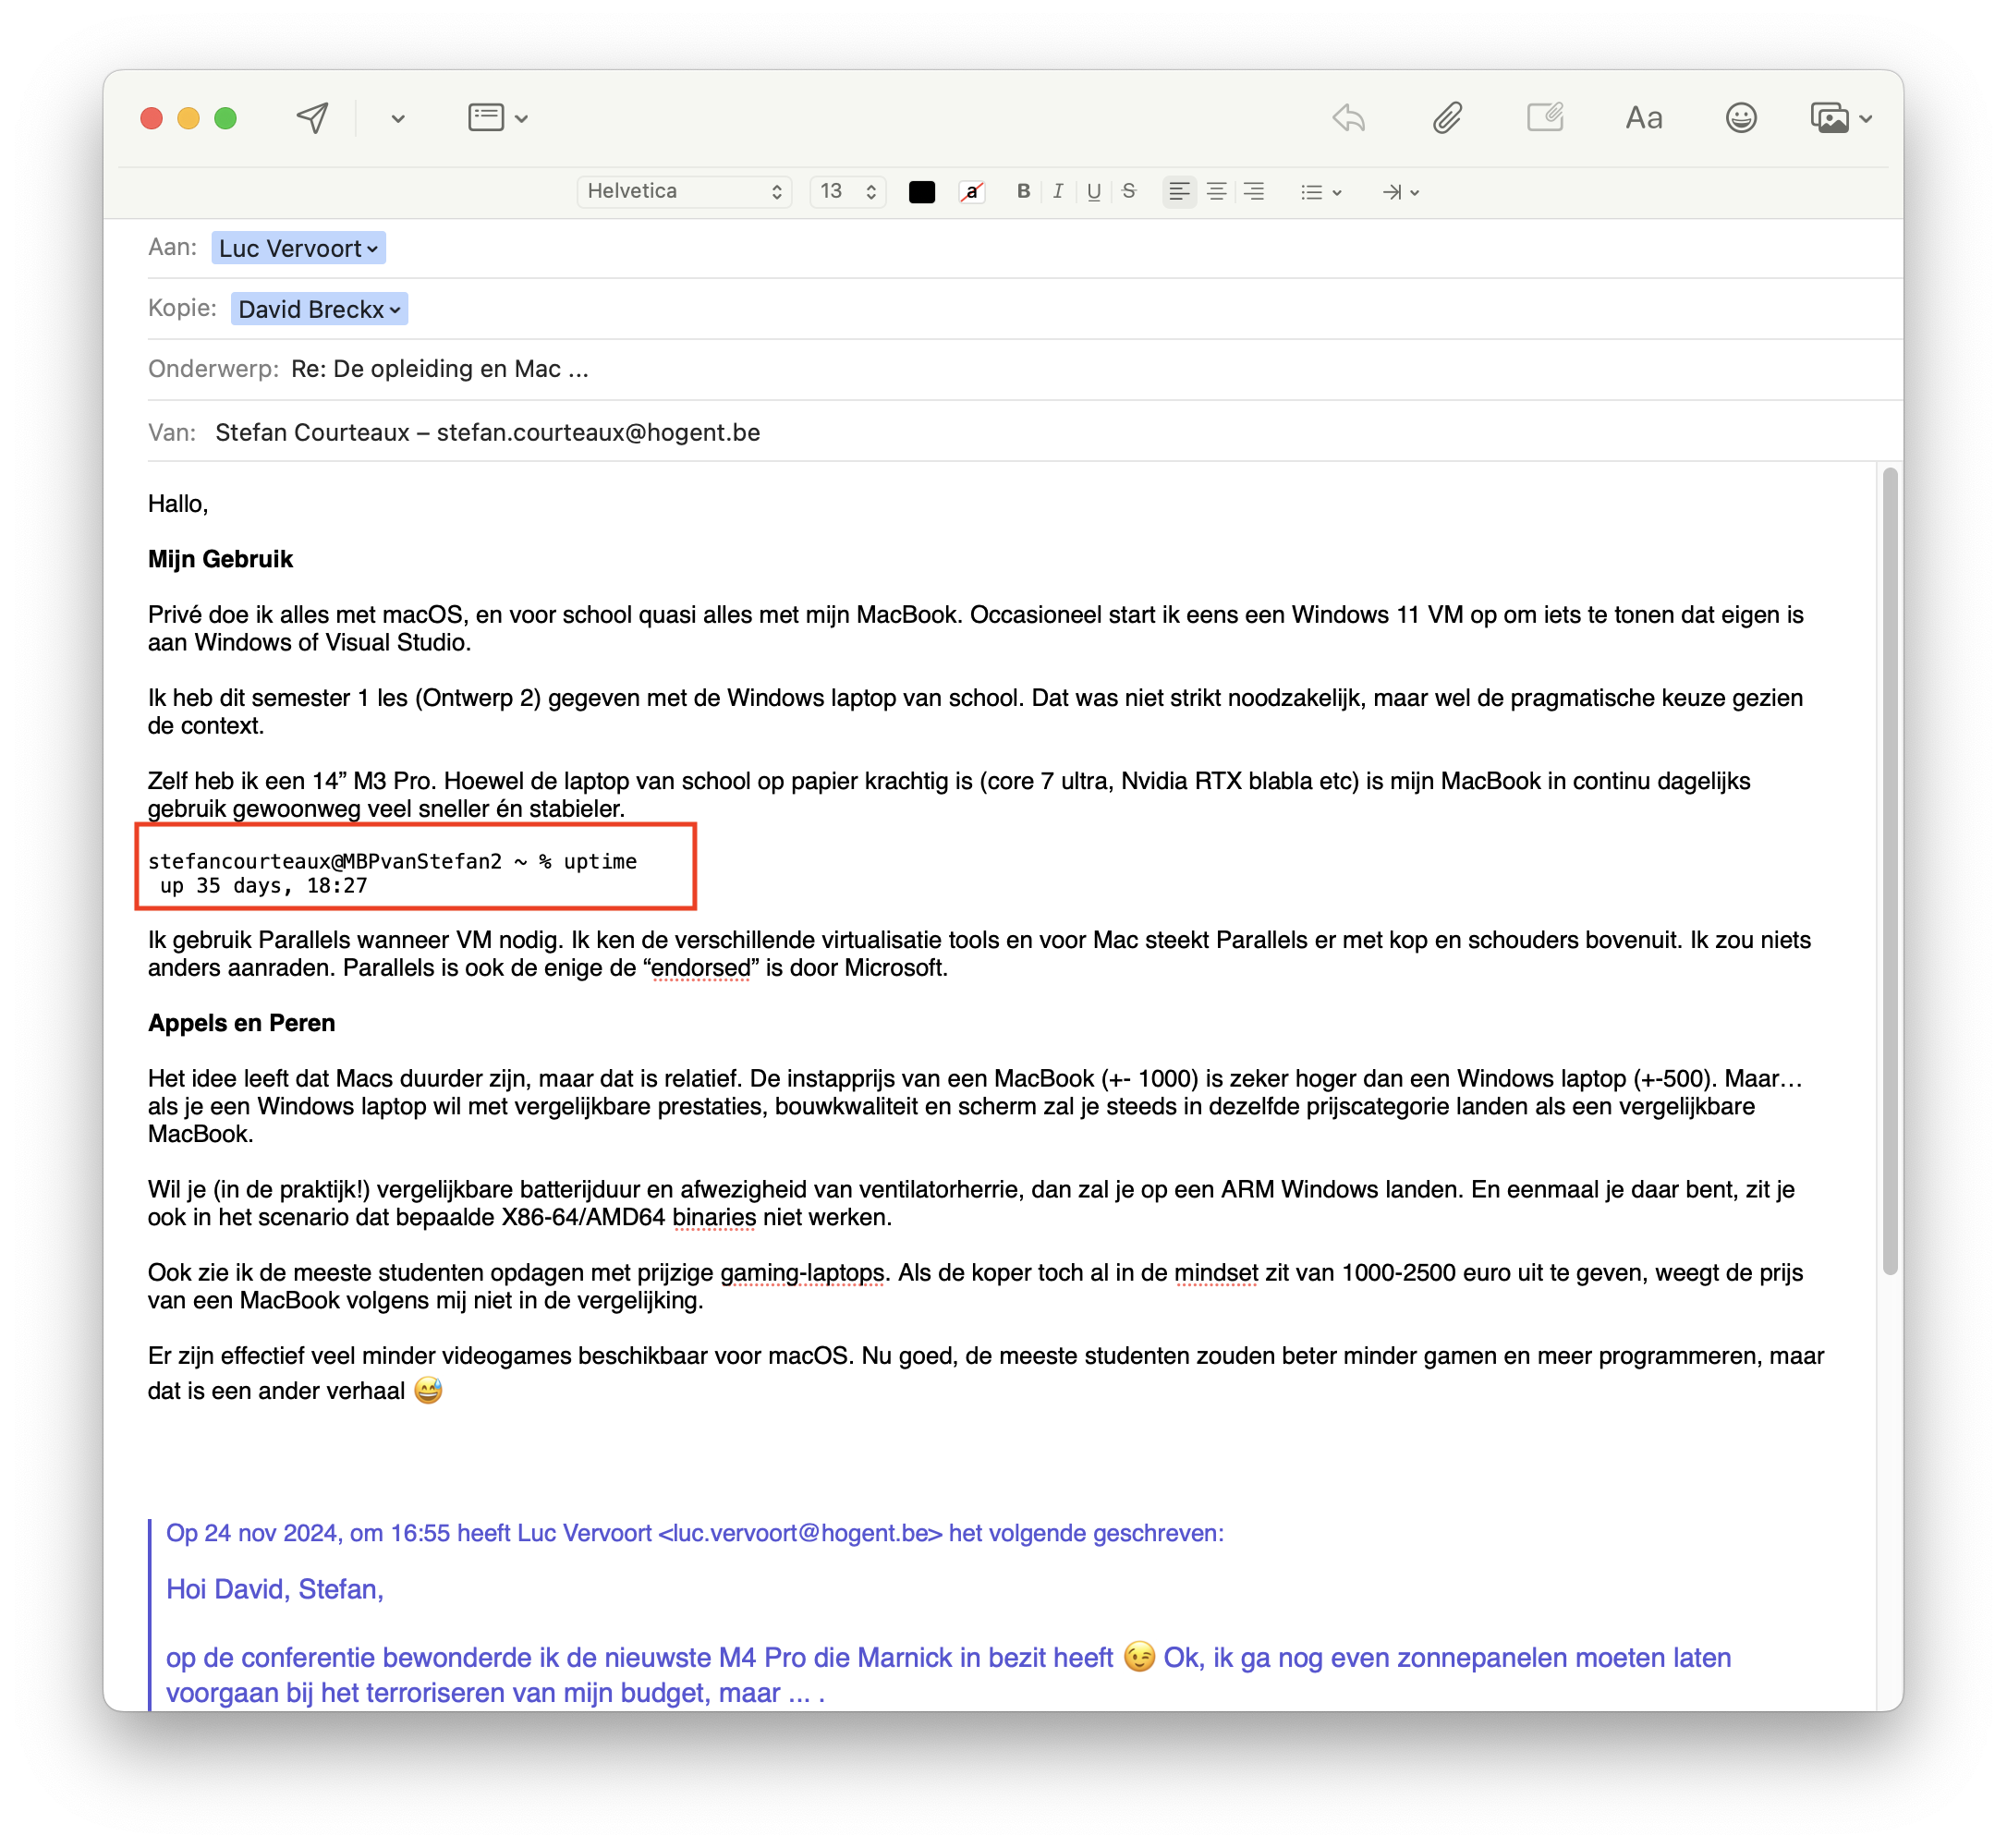 Helvetica 13 a B I U S
Aa
Aan: Luc Vervoort
Kopie: David Breckx
Onderwerp: Re: De opleiding en Mac ...
Van: Stefan Courteaux – stefan.courteaux@hogent.be
Hallo,
Mijn Gebruik
Privé doe ik alles met macOS, en voor school quasi alles met mijn MacBook. Occasioneel start ik eens een Windows 11 VM op om iets te tonen dat eigen is
aan Windows of Visual Studio.
Ik heb dit semester 1 les (Ontwerp 2) gegeven met de Windows laptop van school. Dat was niet strikt noodzakelijk, maar wel de pragmatische keuze gezien
de context.
Zelf heb ik een 14” M3 Pro. Hoewel de laptop van school op papier krachtig is (core 7 ultra, Nvidia RTX blabla etc) is mijn MacBook in continu dagelijks
gebruik gewoonweg veel sneller én stabieler.
stefancourteaux@MBPvanStefan2 ~ % uptime
up 35 days, 18:27
Ik gebruik Parallels wanneer VM nodig. Ik ken de verschillende virtualisatie tools en voor Mac steekt Parallels er met kop en schouders bovenuit. Ik zou niets
anders aanraden. Parallels is ook de enige de “endorsed” is door Microsoft.
Appels en Peren
Het idee leeft dat Macs duurder zijn, maar dat is relatief. De instapprijs van een MacBook (+- 1000) is zeker hoger dan een Windows laptop (+-500). Maar…
als je een Windows laptop wil met vergelijkbare prestaties, bouwkwaliteit en scherm zal je steeds in dezelfde prijscategorie landen als een vergelijkbare
MacBook.
Wil je (in de praktijk!) vergelijkbare batterijduur en afwezigheid van ventilatorherrie, dan zal je op een ARM Windows landen. En eenmaal je daar bent, zit je
ook in het scenario dat bepaalde X86-64/AMD64 binaries niet werken.
Ook zie ik de meeste studenten opdagen met prijzige gaming-laptops. Als de koper toch al in de mindset zit van 1000-2500 euro uit te geven, weegt de prijs
van een MacBook volgens mij niet in de vergelijking.
Er zijn effectief veel minder videogames beschikbaar voor macOS. Nu goed, de meeste studenten zouden beter minder gamen en meer programmeren, maar
dat is een ander verhaal 😅
Op 24 nov 2024, om 16:55 heeft Luc Vervoort <luc.vervoort@hogent.be> het volgende geschreven:
Hoi David, Stefan,
op de conferentie bewonderde ik de nieuwste M4 Pro die Marnick in bezit heeft 😉 Ok, ik ga nog even zonnepanelen moeten laten
voorgaan bij het terroriseren van mijn budget, maar ... .